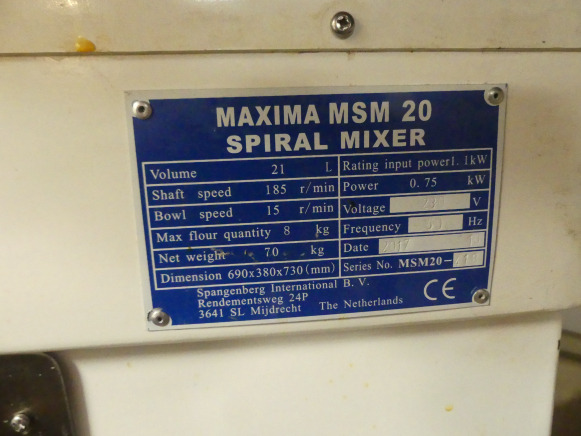 MAXIMA MSM 20
SPIRAL MIXER
Volume 21 L
Rating input power1.1kW
Shaft speed 185 r/min
Power 0.75 kW
Bowl speed 15 r/min
Voltage V
Max flour quantity 8 kg
Frequency Hz
Net weight 70 kg
Date 2017
Dimension 690x380x730(mm)
Series No. MSM20-
Spangenberg International B. V.
Rendementsweg 24P
3641 SL Mijdrecht The Netherlands
CE